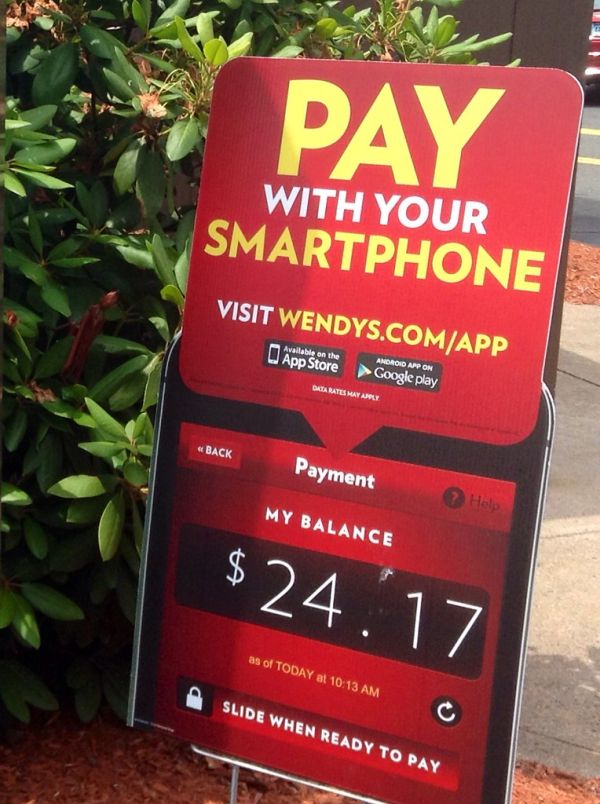 PAY
WITH YOUR
SMARTPHONE
VISIT WENDYS.COM/APP
Available on the
App Store
ANDROID APP ON
Google play
DATA RATES MAY APPLY
« BACK
Payment
? Help
MY BALANCE
$24.17
as of TODAY at 10:13 AM
SLIDE WHEN READY TO PAY